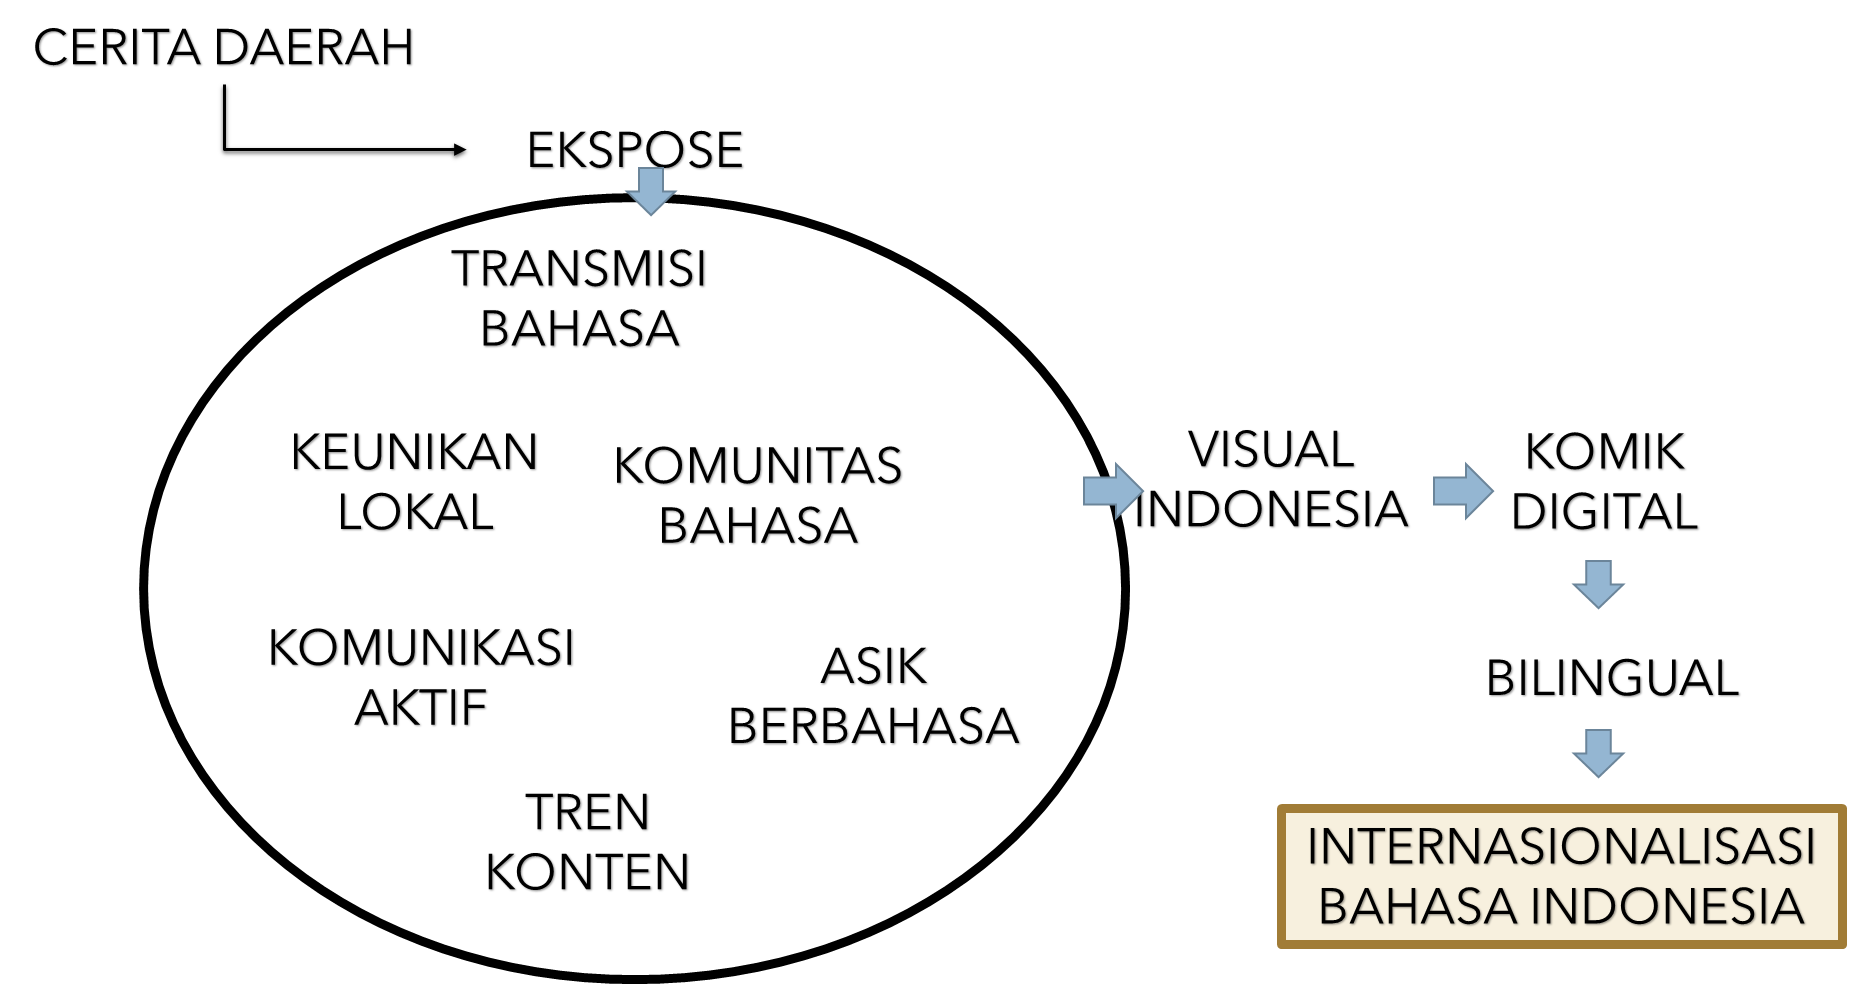 CERITA DAERAH
EKSPOSE
TRANSMISI
BAHASA
KEUNIKAN
LOKAL
KOMUNITAS
BAHASA
KOMUNIKASI
AKTIF
ASIK
BERBAHASA
TREN
KONTEN
VISUAL
INDONESIA
KOMIK
DIGITAL
BILINGUAL
INTERNASIONALISASI
BAHASA INDONESIA